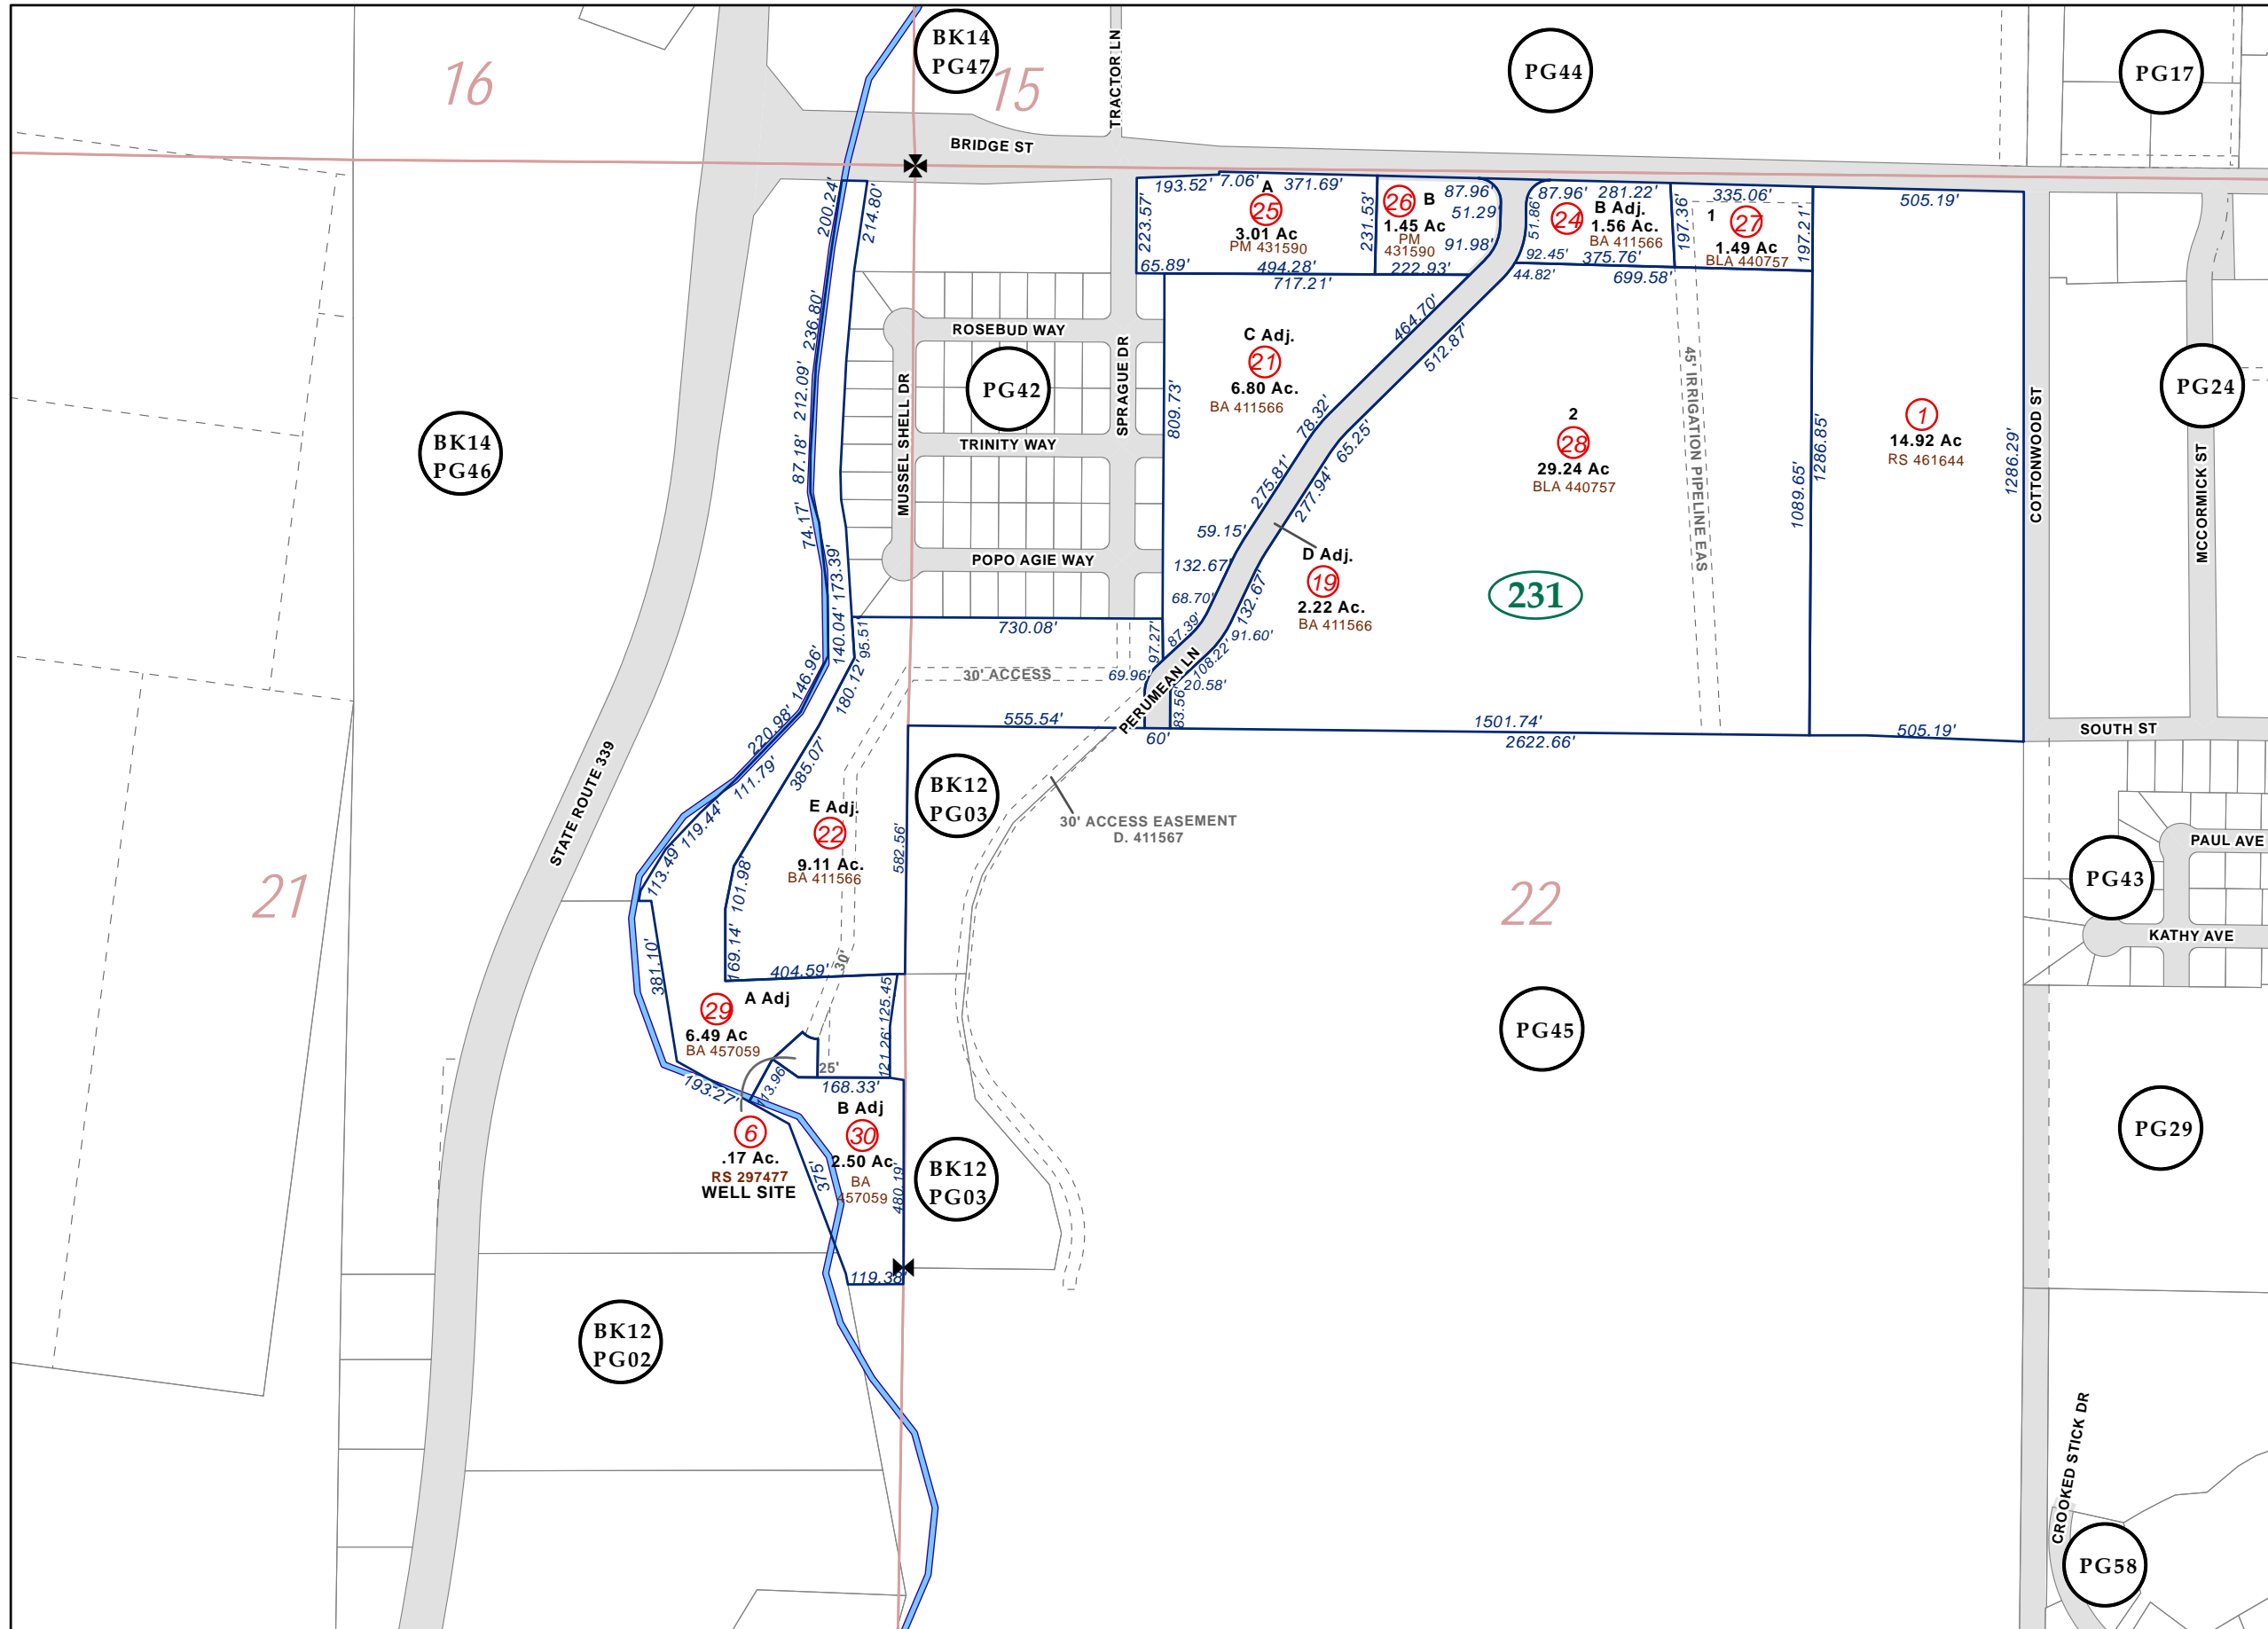 BK14
PG47
TRACTOR LN
PG44
PG17
16
15
BRIDGE ST
200.24'
214.80'
193.52'
7.06'
A
371.69'
25
3.01 Ac
PM 431590
223.57'
65.89'
494.28'
231.53'
26
B
1.45 Ac
PM
431590
87.96'
51.29'
91.98'
222.93'
717.21'
87.96'
281.22'
51.86'
24
B Adj.
1.56 Ac.
BA 411566
92.45'
375.76'
44.82'
699.58'
197.36'
335.06'
1
27
1.49 Ac
BLA 440757
197.21'
505.19'
236.80'
ROSEBUD WAY
PG42
MUSSEL SHELL DR
SPRAGUE DR
TRINITY WAY
POPO AGIE WAY
C Adj.
21
6.80 Ac.
BA 411566
809.73'
464.70'
512.87'
45' IRRIGATION PIPELINE EAS
COTTONWOOD ST
PG24
MCCORMICK ST
BK14
PG46
212.09'
87.18'
74.17'
173.39'
140.04'
95.51'
78.32'
65.25'
275.81'
277.94'
2
28
29.24 Ac
BLA 440757
1089.65'
1286.85'
1
14.92 Ac
RS 461644
1286.29'
59.15'
132.67'
68.70'
D Adj.
19
2.22 Ac.
BA 411566
132.67'
231
730.08'
97.27'
87.39'
91.60'
108.22'
146.96'
180.12'
30' ACCESS
69.96'
20.58'
PERUMEAN LN
83.56'
220.98'
555.54'
60'
1501.74'
2622.66'
505.19'
SOUTH ST
STATE ROUTE 339
111.79'
385.07'
119.44'
113.49'
BK12
PG03
E Adj.
22
9.11 Ac.
BA 411566
582.56'
30' ACCESS EASEMENT
D. 411567
PAUL AVE
PG43
KATHY AVE
21
22
101.98'
169.14'
381.10'
404.59'
30'
29
A Adj
6.49 Ac
BA 457059
125.45'
121.26'
PG45
25'
193.27'
113.96'
168.33'
B Adj
30
2.50 Ac
BA
457059
6
.17 Ac.
RS 297477
WELL SITE
375'
480.19'
119.38'
BK12
PG03
PG29
BK12
PG02
CROOKED STICK DR
PG58